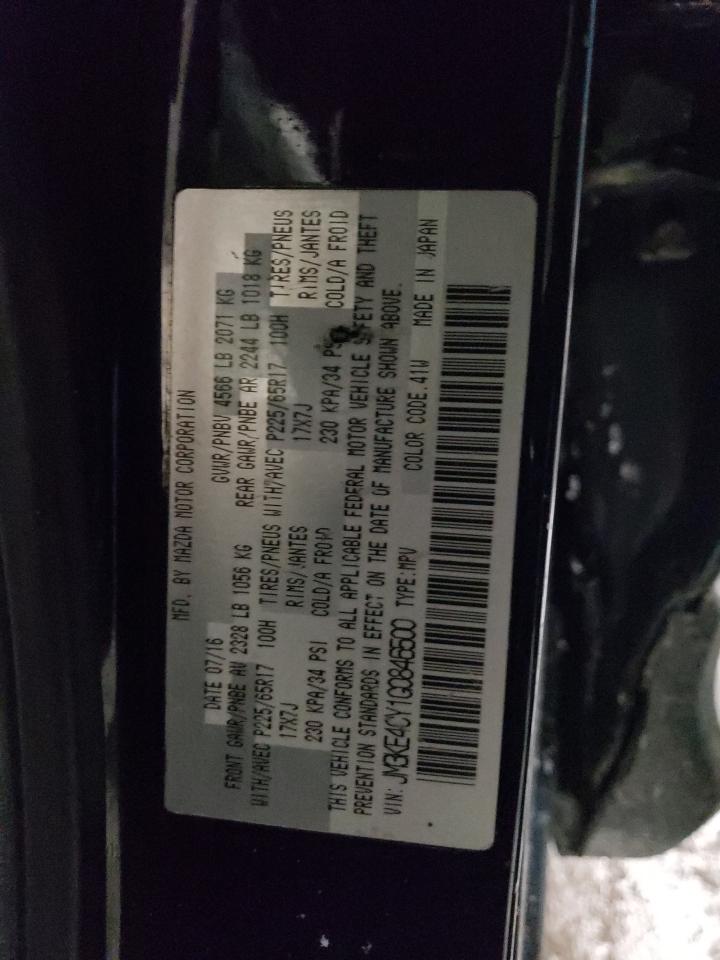 MFD. BY MAZDA MOTOR CORPORATION
DATE 07/16 GVWR/PNBV 4566 LB 2071 KG
FRONT GAWR/PNBE AV 2328 LB 1056 KG REAR GAWR/PNBE AR 2244 LB 1018 KG
WITH/AVEC P225/65R17 100H TIRES/PNEUS WITH/AVEC P225/65R17 100H TIRES/PNEUS
17X7J RIMS/JANTES 17X7J RIMS/JANTES
230 KPA/34 PSI COLD/A FROID 230 KPA/34 PSI COLD/A FROID
THIS VEHICLE CONFORMS TO ALL APPLICABLE FEDERAL MOTOR VEHICLE SAFETY AND THEFT
PREVENTION STANDARDS IN EFFECT ON THE DATE OF MANUFACTURE SHOWN ABOVE.
VIN: JM3KE4CY1G0846500 TYPE:MPV COLOR CODE.41W MADE IN JAPAN